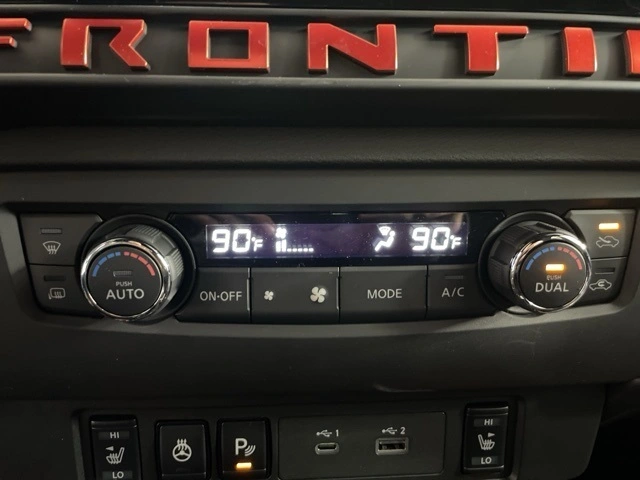 FRONTI
90°F 90°F
PUSH AUTO
ON·OFF
MODE
A/C
PUSH DUAL
HI
LO
P
1
2
HI
LO